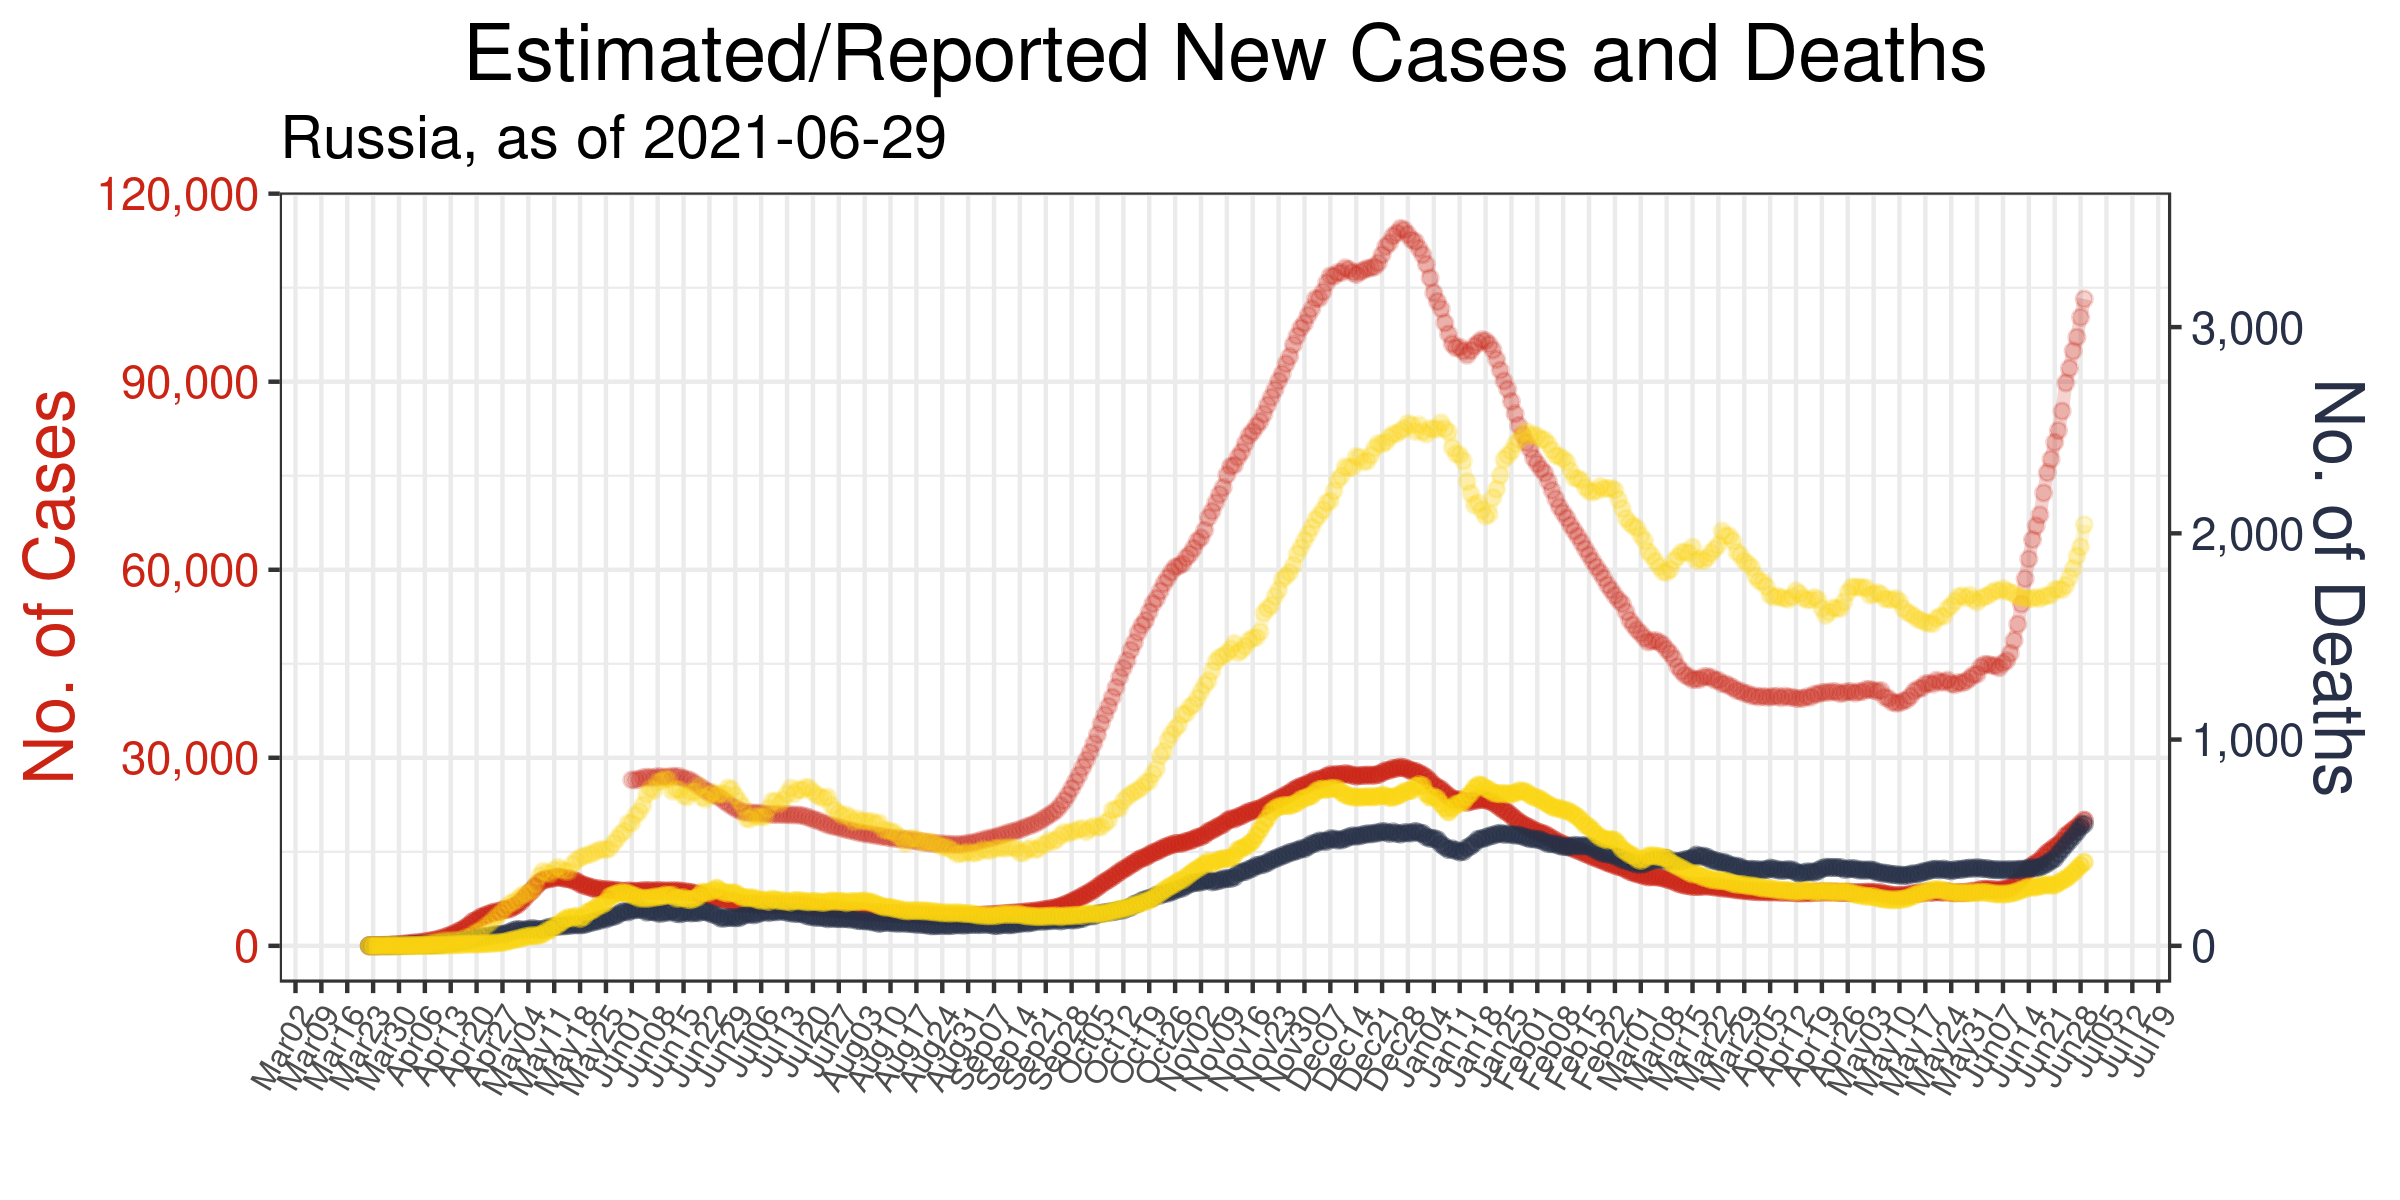 Estimated/Reported New Cases and Deaths
Russia, as of 2021-06-29
No. of Cases
120,000
90,000
60,000
30,000
0
3,000
2,000
1,000
0
No. of Deaths
Mar02
Mar09
Mar16
Mar23
Mar30
Apr06
Apr13
Apr20
Apr27
May04
May11
May18
May25
Jun01
Jun08
Jun15
Jun22
Jun29
Jul06
Jul13
Jul20
Jul27
Aug03
Aug10
Aug17
Aug24
Aug31
Sep07
Sep14
Sep21
Sep28
Oct05
Oct12
Oct19
Oct26
Nov02
Nov09
Nov16
Nov23
Nov30
Dec07
Dec14
Dec21
Dec28
Jan04
Jan11
Jan18
Jan25
Feb01
Feb08
Feb15
Feb22
Mar01
Mar08
Mar15
Mar22
Mar29
Apr05
Apr12
Apr19
Apr26
May03
May10
May17
May24
May31
Jun07
Jun14
Jun21
Jun28
Jul05
Jul12
Jul19